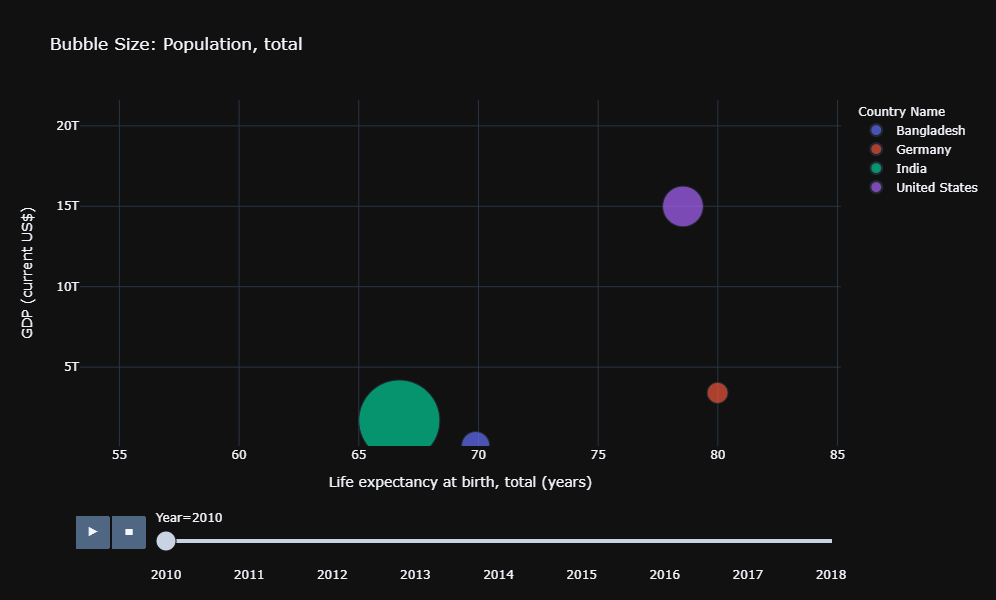 Bubble Size: Population, total
Country Name
Bangladesh
Germany
India
United States
20T
15T
10T
5T
GDP (current US$)
55 60 65 70 75 80 85
Life expectancy at birth, total (years)
Year=2010
2010 2011 2012 2013 2014 2015 2016 2017 2018